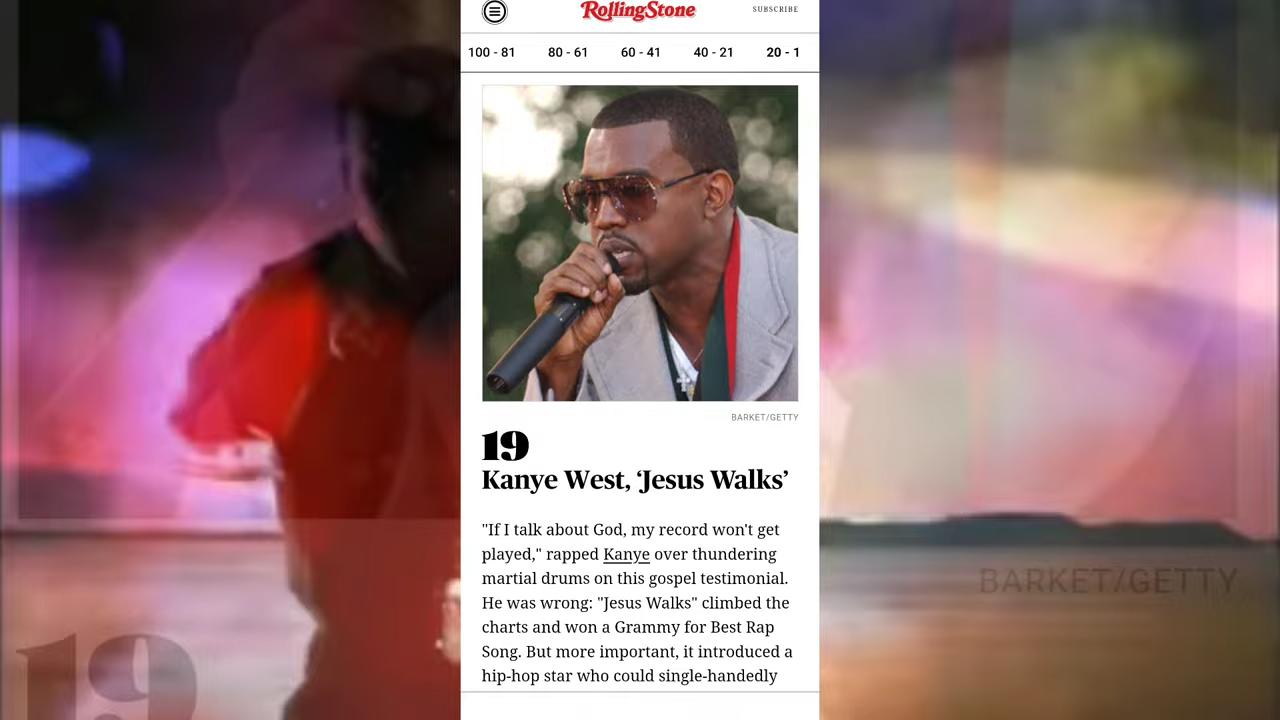 RollingStone
SUBSCRIBE
100 - 81 80 - 61 60 - 41 40 - 21 20 - 1
BARKET/GETTY
19
Kanye West, ‘Jesus Walks’
"If I talk about God, my record won't get
played," rapped Kanye over thundering
martial drums on this gospel testimonial.
He was wrong: "Jesus Walks" climbed the
charts and won a Grammy for Best Rap
Song. But more important, it introduced a
hip-hop star who could single-handedly
BARKET/GETTY
19